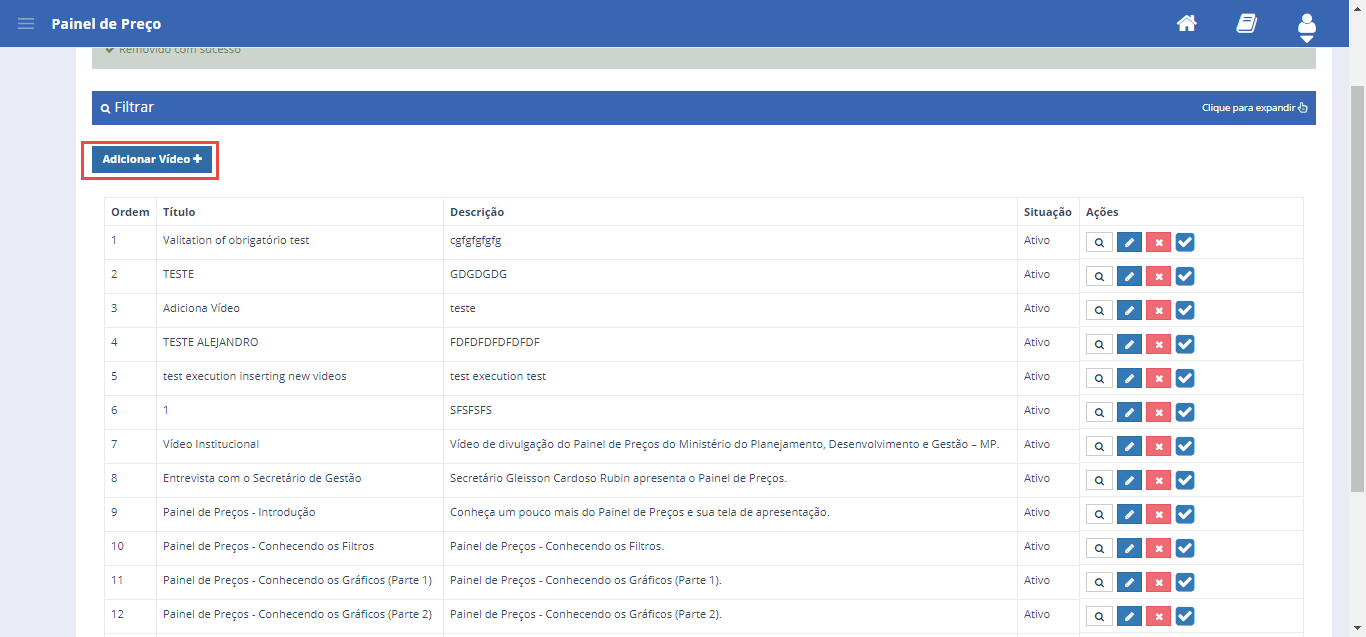 Painel de Preço
Removido com sucesso
Filtrar
Clique para expandir
Adicionar Vídeo +
Ordem Título Descrição Situação Ações
1 Valitation of obrigatório test cgfgfgfgfg Ativo
2 TESTE GDGDGDG Ativo
3 Adiciona Vídeo teste Ativo
4 TESTE ALEJANDRO FDFDFDFDFDFDF Ativo
5 test execution inserting new videos test execution test Ativo
6 1 SFSFSFS Ativo
7 Vídeo Institucional Vídeo de divulgação do Painel de Preços do Ministério do Planejamento, Desenvolvimento e Gestão – MP. Ativo
8 Entrevista com o Secretário de Gestão Secretário Gleisson Cardoso Rubin apresenta o Painel de Preços. Ativo
9 Painel de Preços - Introdução Conheça um pouco mais do Painel de Preços e sua tela de apresentação. Ativo
10 Painel de Preços - Conhecendo os Filtros Painel de Preços - Conhecendo os Filtros. Ativo
11 Painel de Preços - Conhecendo os Gráficos (Parte 1) Painel de Preços - Conhecendo os Gráficos (Parte 1). Ativo
12 Painel de Preços - Conhecendo os Gráficos (Parte 2) Painel de Preços - Conhecendo os Gráficos (Parte 2). Ativo